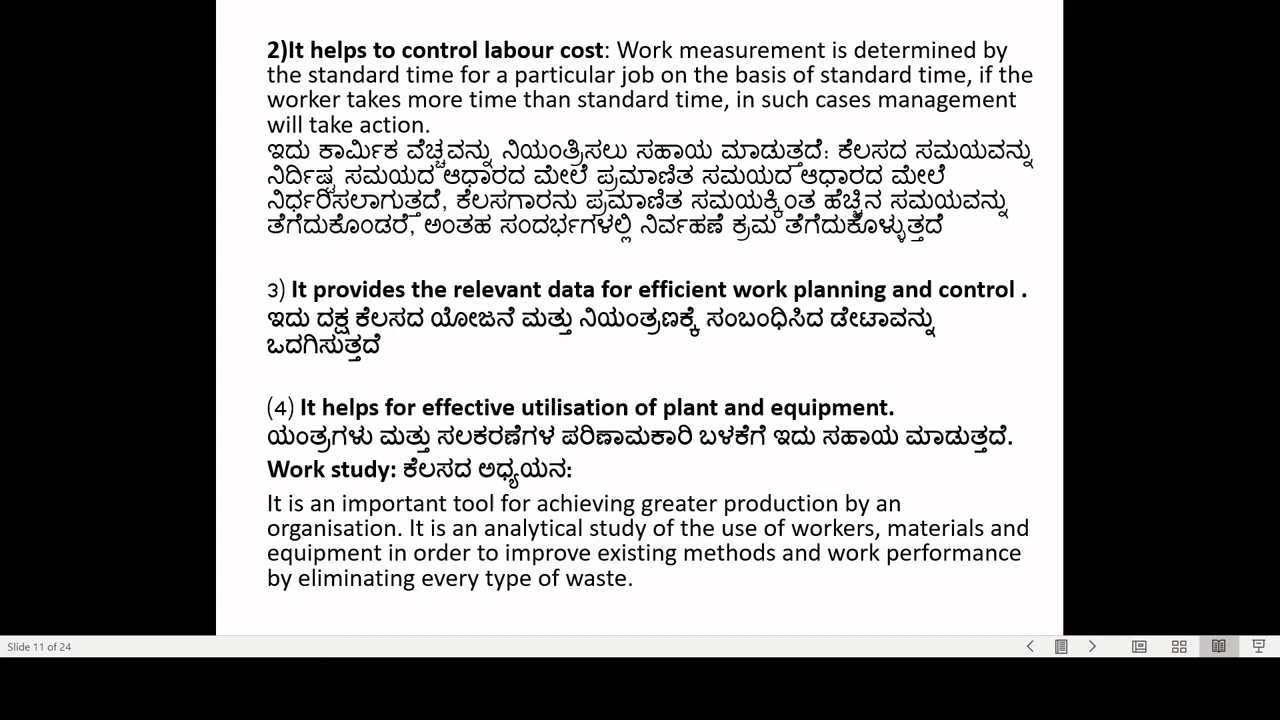 2)It helps to control labour cost: Work measurement is determined by
the standard time for a particular job on the basis of standard time, if the
worker takes more time than standard time, in such cases management
will take action.
ಇದು ಕಾರ್ಮಿಕ ವೆಚ್ಚವನ್ನು ನಿಯಂತ್ರಿಸಲು ಸಹಾಯ ಮಾಡುತ್ತದೆ: ಕೆಲಸದ ಸಮಯವನ್ನು
ನಿರ್ದಿಷ್ಟ ಸಮಯದ ಆಧಾರದ ಮೇಲೆ ಪ್ರಮಾಣಿತ ಸಮಯದ ಆಧಾರದ ಮೇಲೆ
ನಿರ್ಧರಿಸಲಾಗುತ್ತದೆ, ಕೆಲಸಗಾರನು ಪ್ರಮಾಣಿತ ಸಮಯಕ್ಕಿಂತ ಹೆಚ್ಚಿನ ಸಮಯವನ್ನು
ತೆಗೆದುಕೊಂಡರೆ, ಅಂತಹ ಸಂದರ್ಭಗಳಲ್ಲಿ ನಿರ್ವಹಣೆ ಕ್ರಮ ತೆಗೆದುಕೊಳ್ಳುತ್ತದೆ
3) It provides the relevant data for efficient work planning and control .
ಇದು ದಕ್ಷ ಕೆಲಸದ ಯೋಜನೆ ಮತ್ತು ನಿಯಂತ್ರಣಕ್ಕೆ ಸಂಬಂಧಿಸಿದ ಡೇಟಾವನ್ನು
ಒದಗಿಸುತ್ತದೆ
(4) It helps for effective utilisation of plant and equipment.
ಯಂತ್ರಗಳು ಮತ್ತು ಸಲಕರಣೆಗಳ ಪರಿಣಾಮಕಾರಿ ಬಳಕೆಗೆ ಇದು ಸಹಾಯ ಮಾಡುತ್ತದೆ.
Work study: ಕೆಲಸದ ಅಧ್ಯಯನ:
It is an important tool for achieving greater production by an
organisation. It is an analytical study of the use of workers, materials and
equipment in order to improve existing methods and work performance
by eliminating every type of waste.
Slide 11 of 24